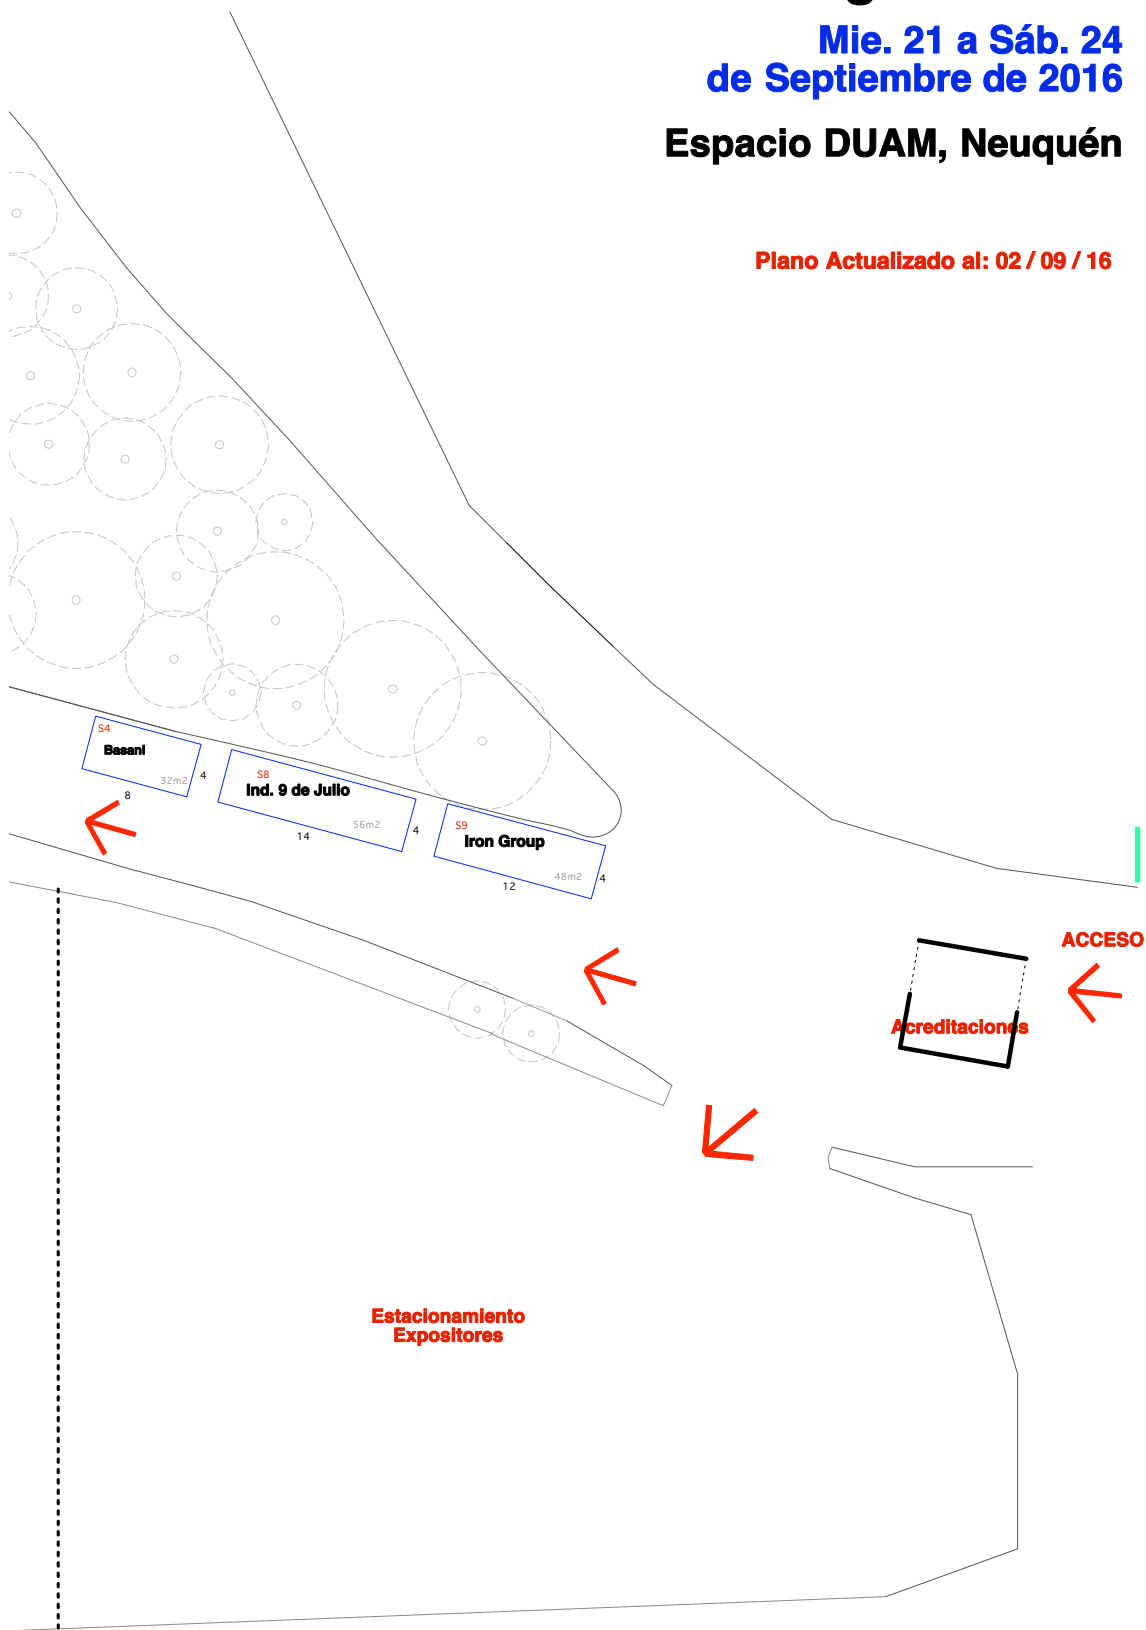 Mie. 21 a Sáb. 24
de Septiembre de 2016
Espacio DUAM, Neuquén
Plano Actualizado al: 02 / 09 / 16
S4
Basani
32m2
4
8
S8
Ind. 9 de Julio
56m2
4
14
S9
Iron Group
48m2
4
12
ACCESO
Acreditaciones
Estacionamiento
Expositores